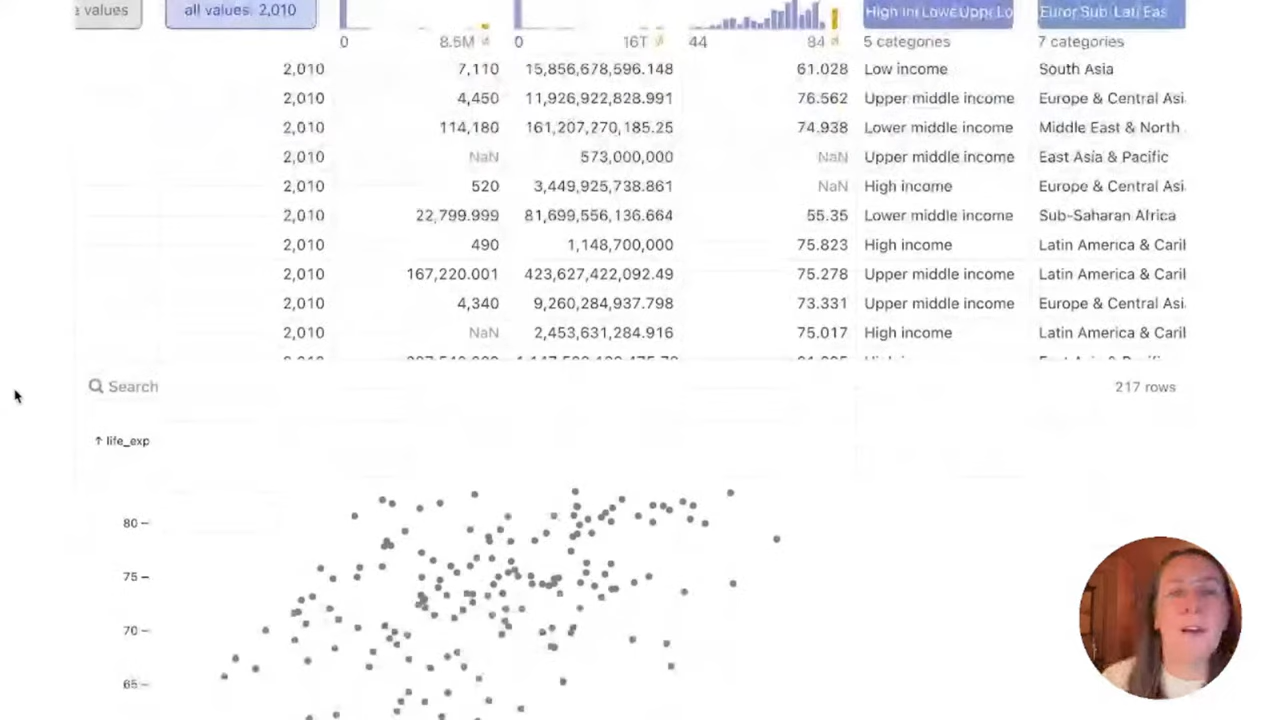 values all values: 2,010 High In Lowe Uppe Lo Euror Sub Lati Eas
0 8.5M 0 16T 44 84 5 categories 7 categories
2,010 7,110 15,856,678,596.148 61.028 Low income South Asia
2,010 4,450 11,926,922,828.991 76.562 Upper middle income Europe & Central Asi
2,010 114,180 161,207,270,185.25 74.938 Lower middle income Middle East & North
2,010 NaN 573,000,000 NaN Upper middle income East Asia & Pacific
2,010 520 3,449,925,738.861 NaN High income Europe & Central Asi
2,010 22,799.999 81,699,556,136.664 55.35 Lower middle income Sub-Saharan Africa
2,010 490 1,148,700,000 75.823 High income Latin America & Carib
2,010 167,220.001 423,627,422,092.49 75.278 Upper middle income Latin America & Carib
2,010 4,340 9,260,284,937.798 73.331 Upper middle income Europe & Central Asi
2,010 NaN 2,453,631,284.916 75.017 High income Latin America & Carib
Search 217 rows
↑ life_exp
80
75
70
65